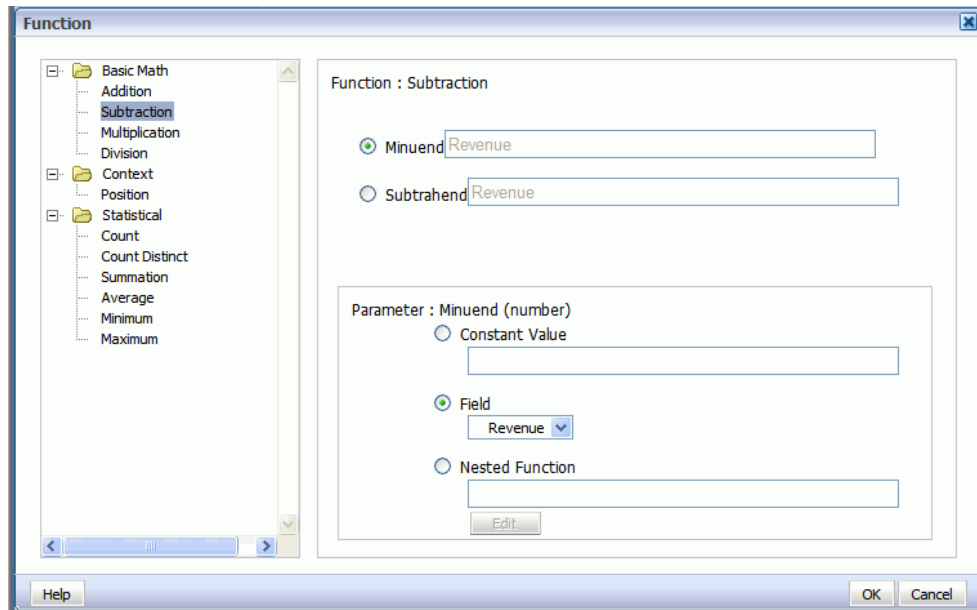 Function
Basic Math
Addition
Subtraction
Multiplication
Division
Context
Position
Statistical
Count
Count Distinct
Summation
Average
Minimum
Maximum
Function : Subtraction
Minuend Revenue
Subtrahend Revenue
Parameter : Minuend (number)
Constant Value
Field
Revenue
Nested Function
Edit
Help
OK Cancel